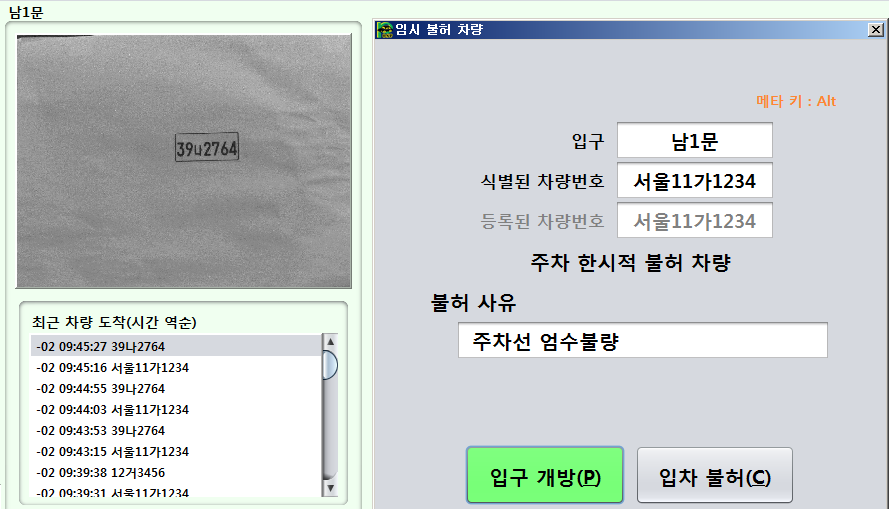 남1문
39u2764
최근 차량 도착(시간 역순)
-02 09:45:27 39나2764
-02 09:45:16 서울11가1234
-02 09:44:55 39나2764
-02 09:44:03 서울11가1234
-02 09:43:53 39나2764
-02 09:43:15 서울11가1234
-02 09:39:38 12거3456
-02 09:39:31 서울11가1234
임시 불허 차량
메타 키 : Alt
입구 남1문
식별된 차량번호 서울11가1234
등록된 차량번호 서울11가1234
주차 한시적 불허 차량
불허 사유
주차선 엄수불량
입구 개방(P) 입차 불허(C)